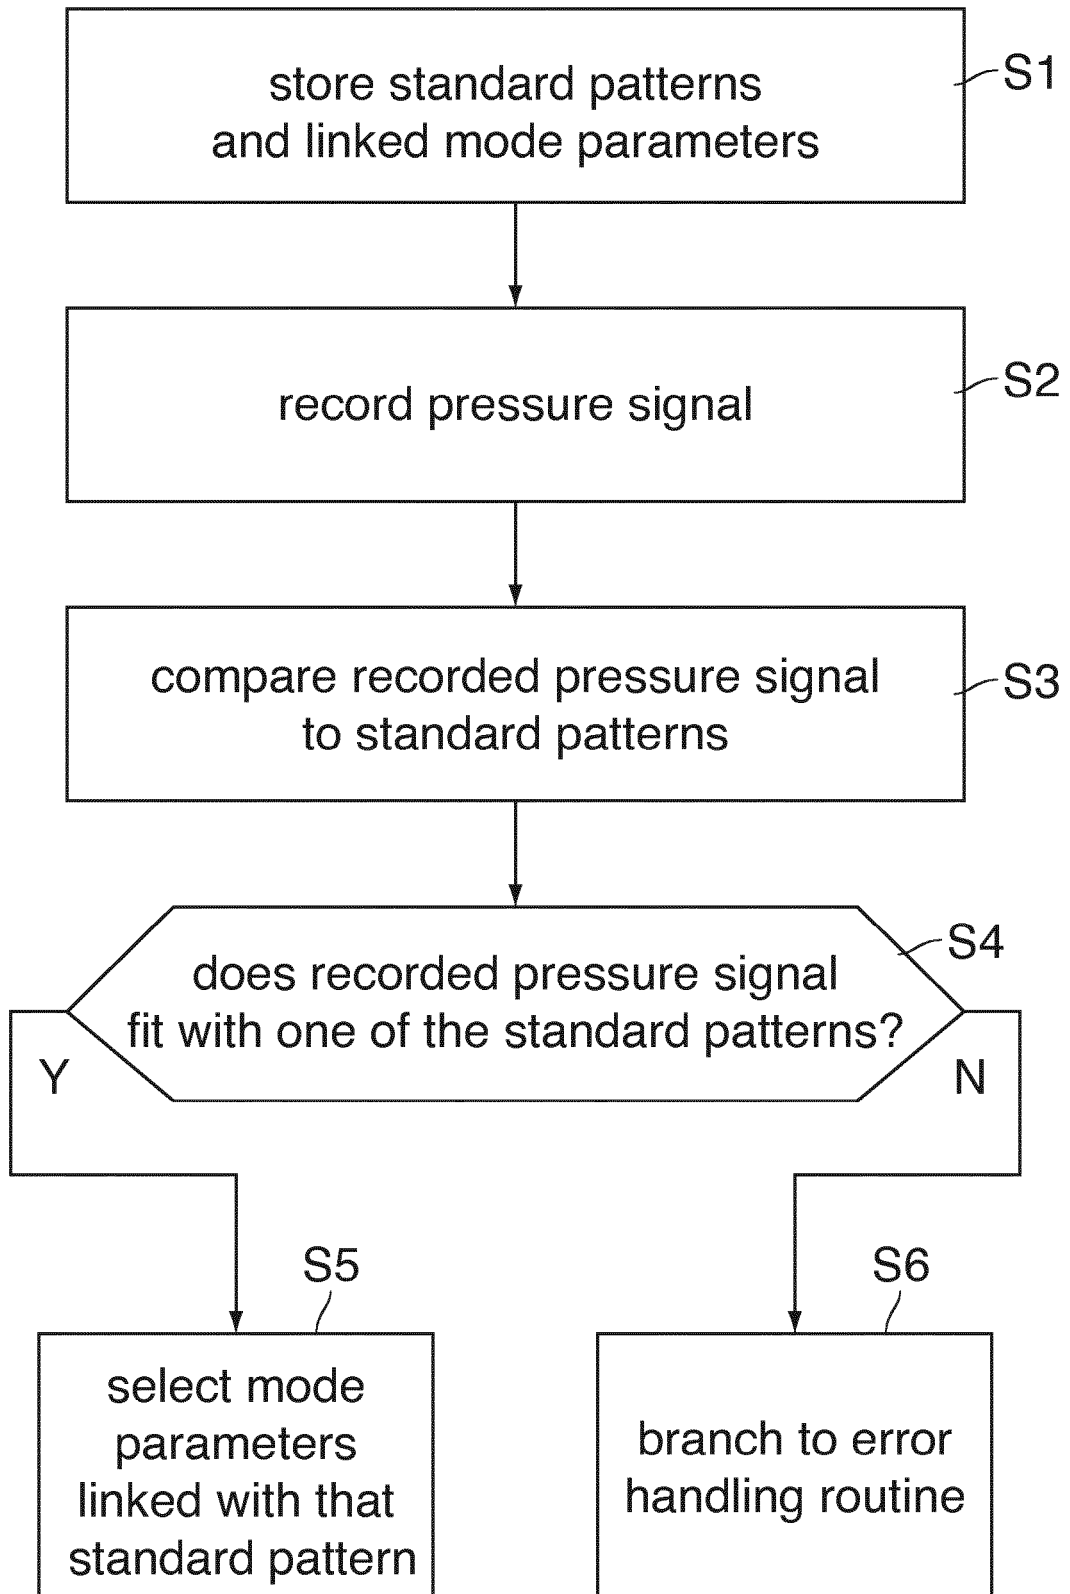 store standard patterns
and linked mode parameters
S1
record pressure signal
S2
compare recorded pressure signal
to standard patterns
S3
does recorded pressure signal
fit with one of the standard patterns?
S4
Y
N
S5
select mode
parameters
linked with that
standard pattern
S6
branch to error
handling routine